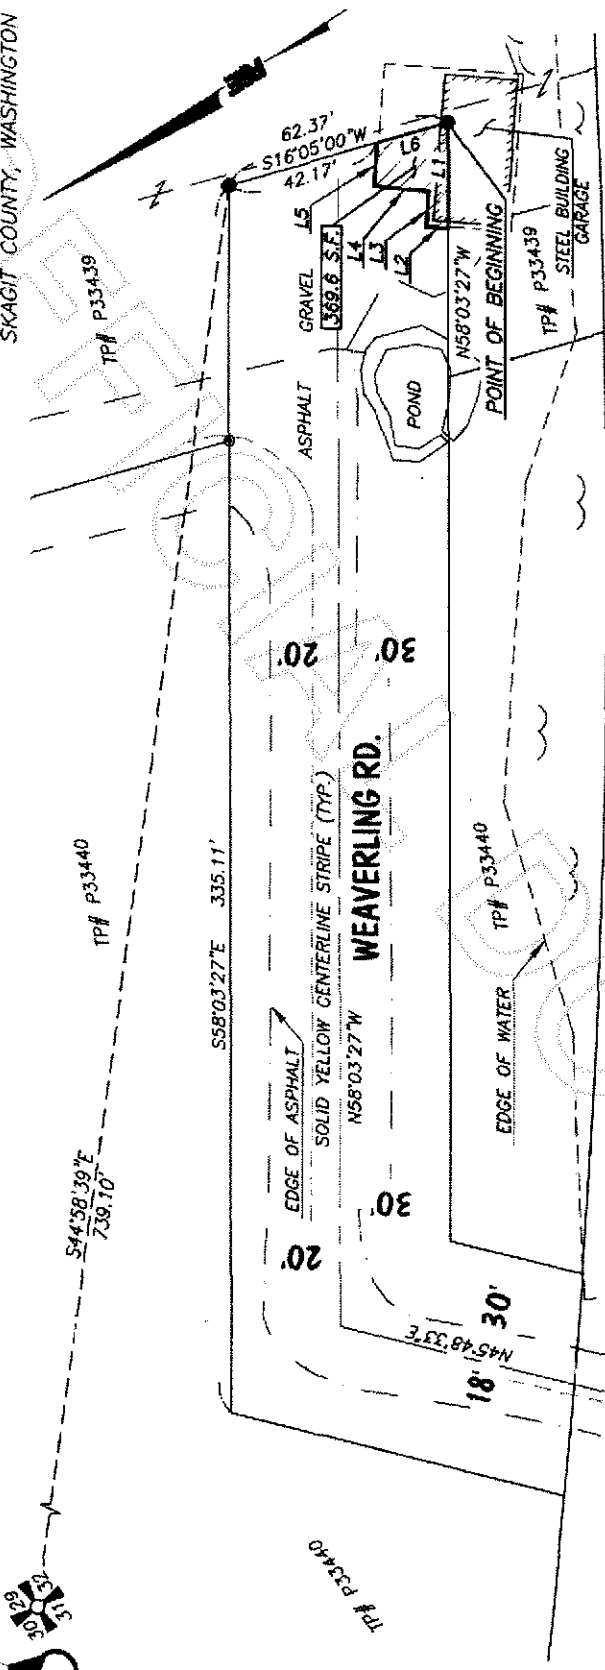 SKAGIT COUNTY, WASHINGTON
TP# P33439
62.37'
S16°05'00"W
42.17'
L6
L1
L5
L4
L3
L2
GRAVEL
369.6 S.F.
ASPHALT
POND
N58°03'27"W
POINT OF BEGINNING
TP# P33439
STEEL BUILDING
GARAGE
20'
30'
TP# P33440
S58°03'27"E 335.11'
SOLID YELLOW CENTERLINE STRIPE (TYP.)
WEAVERLING RD.
N58°03'27"W
EDGE OF ASPHALT
TP# P33440
EDGE OF WATER
S44°58'39"E
739.10'
20'
30'
N45°48'33"E
18'
30'
30 29
31 32
TP# P33440